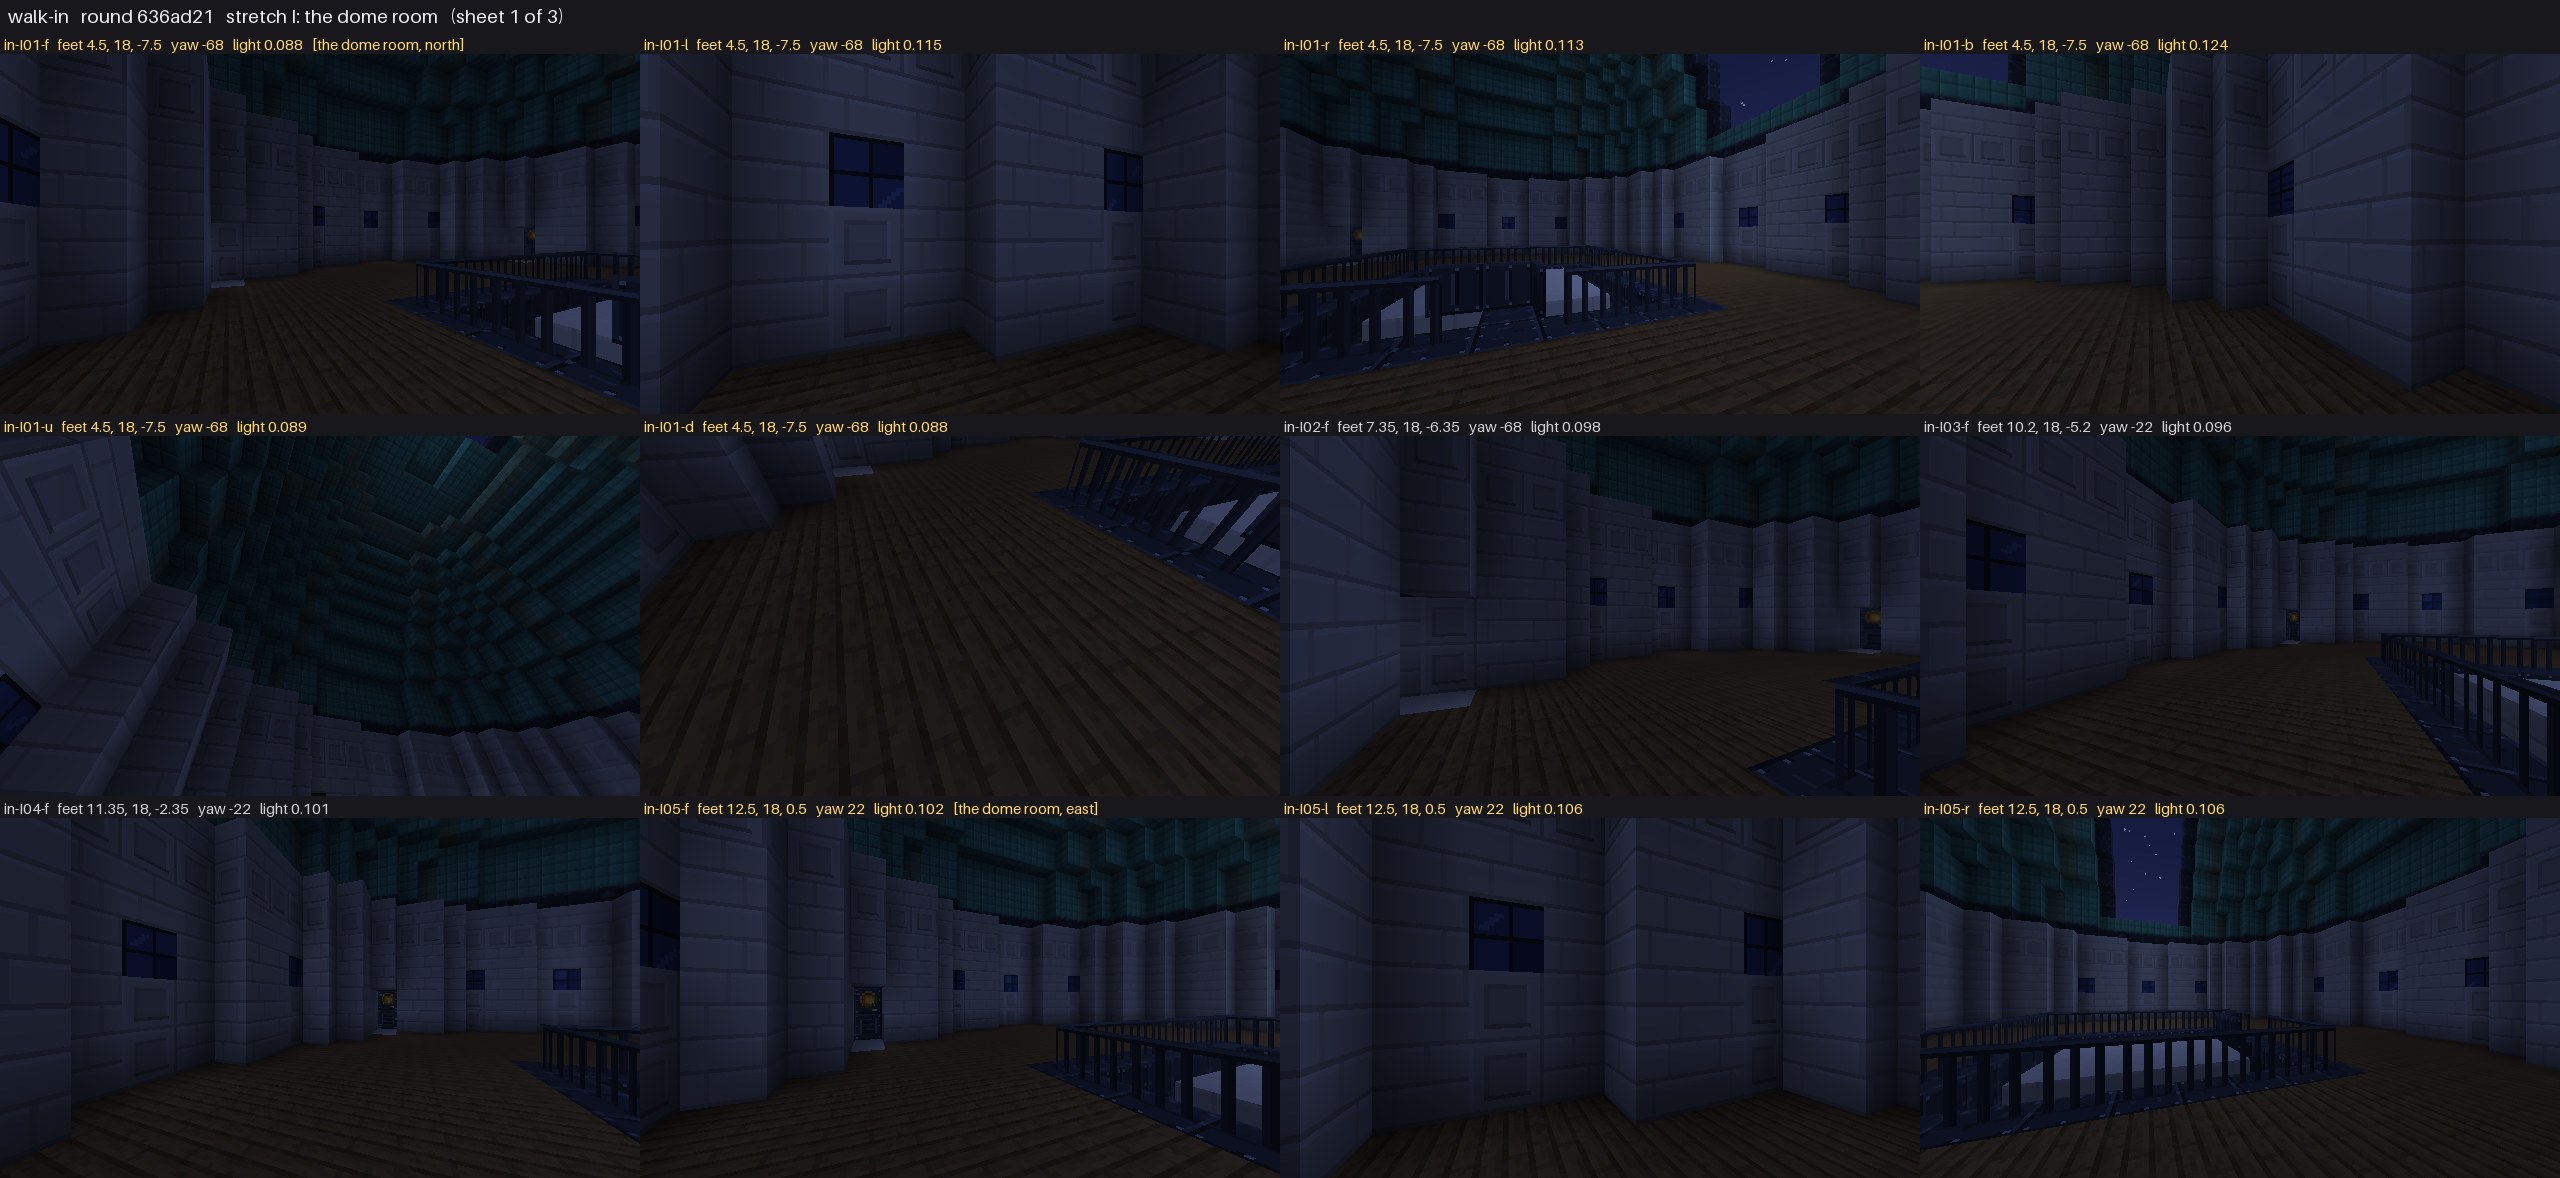 walk-in round 636ad21 stretch I: the dome room (sheet 1 of 3)
in-I01-f feet 4.5, 18, -7.5 yaw -68 light 0.088 [the dome room, north]
in-I01-l feet 4.5, 18, -7.5 yaw -68 light 0.115
in-I01-r feet 4.5, 18, -7.5 yaw -68 light 0.113
in-I01-b feet 4.5, 18, -7.5 yaw -68 light 0.124
in-I01-u feet 4.5, 18, -7.5 yaw -68 light 0.089
in-I01-d feet 4.5, 18, -7.5 yaw -68 light 0.088
in-I02-f feet 7.35, 18, -6.35 yaw -68 light 0.098
in-I03-f feet 10.2, 18, -5.2 yaw -22 light 0.096
in-I04-f feet 11.35, 18, -2.35 yaw -22 light 0.101
in-I05-f feet 12.5, 18, 0.5 yaw 22 light 0.102 [the dome room, east]
in-I05-l feet 12.5, 18, 0.5 yaw 22 light 0.106
in-I05-r feet 12.5, 18, 0.5 yaw 22 light 0.106